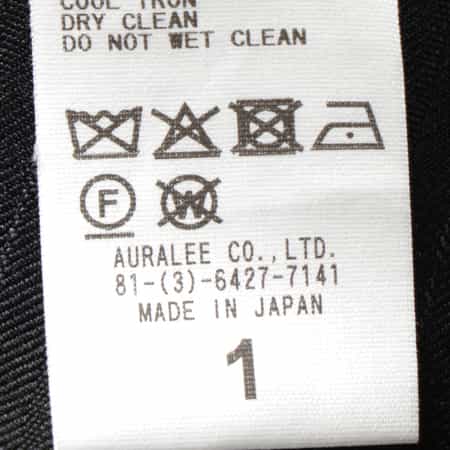 COOL IRON
DRY CLEAN
DO NOT WET CLEAN
F W
AURALEE CO.,LTD.
81-(3)-6427-7141
MADE IN JAPAN
1